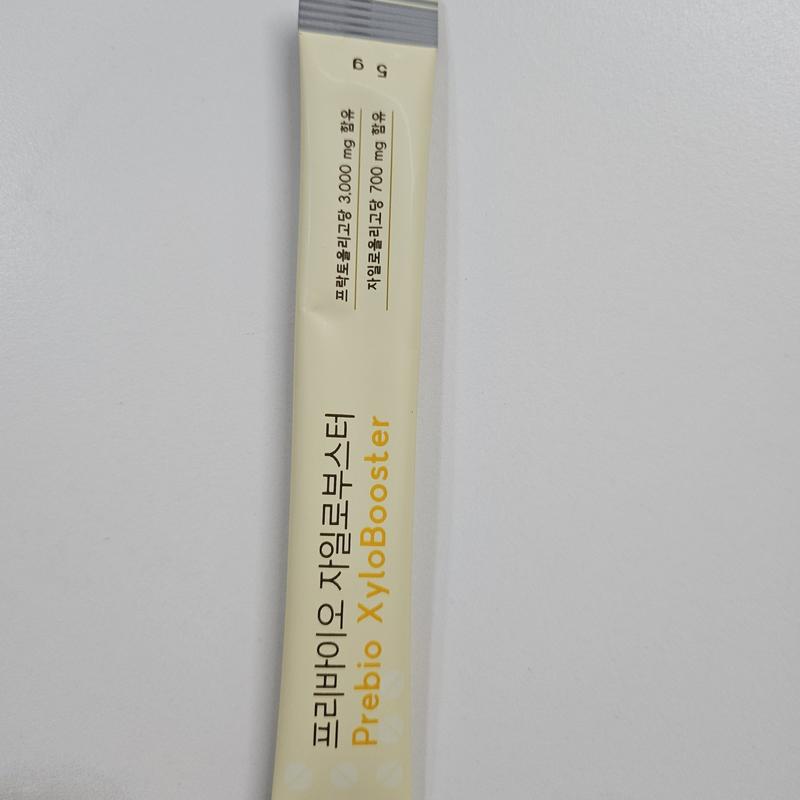 프리바이오 자일로부스터
Prebio XyloBooster
프락토올리고당 3,000 mg 함유
자일로올리고당 700 mg 함유
5 g